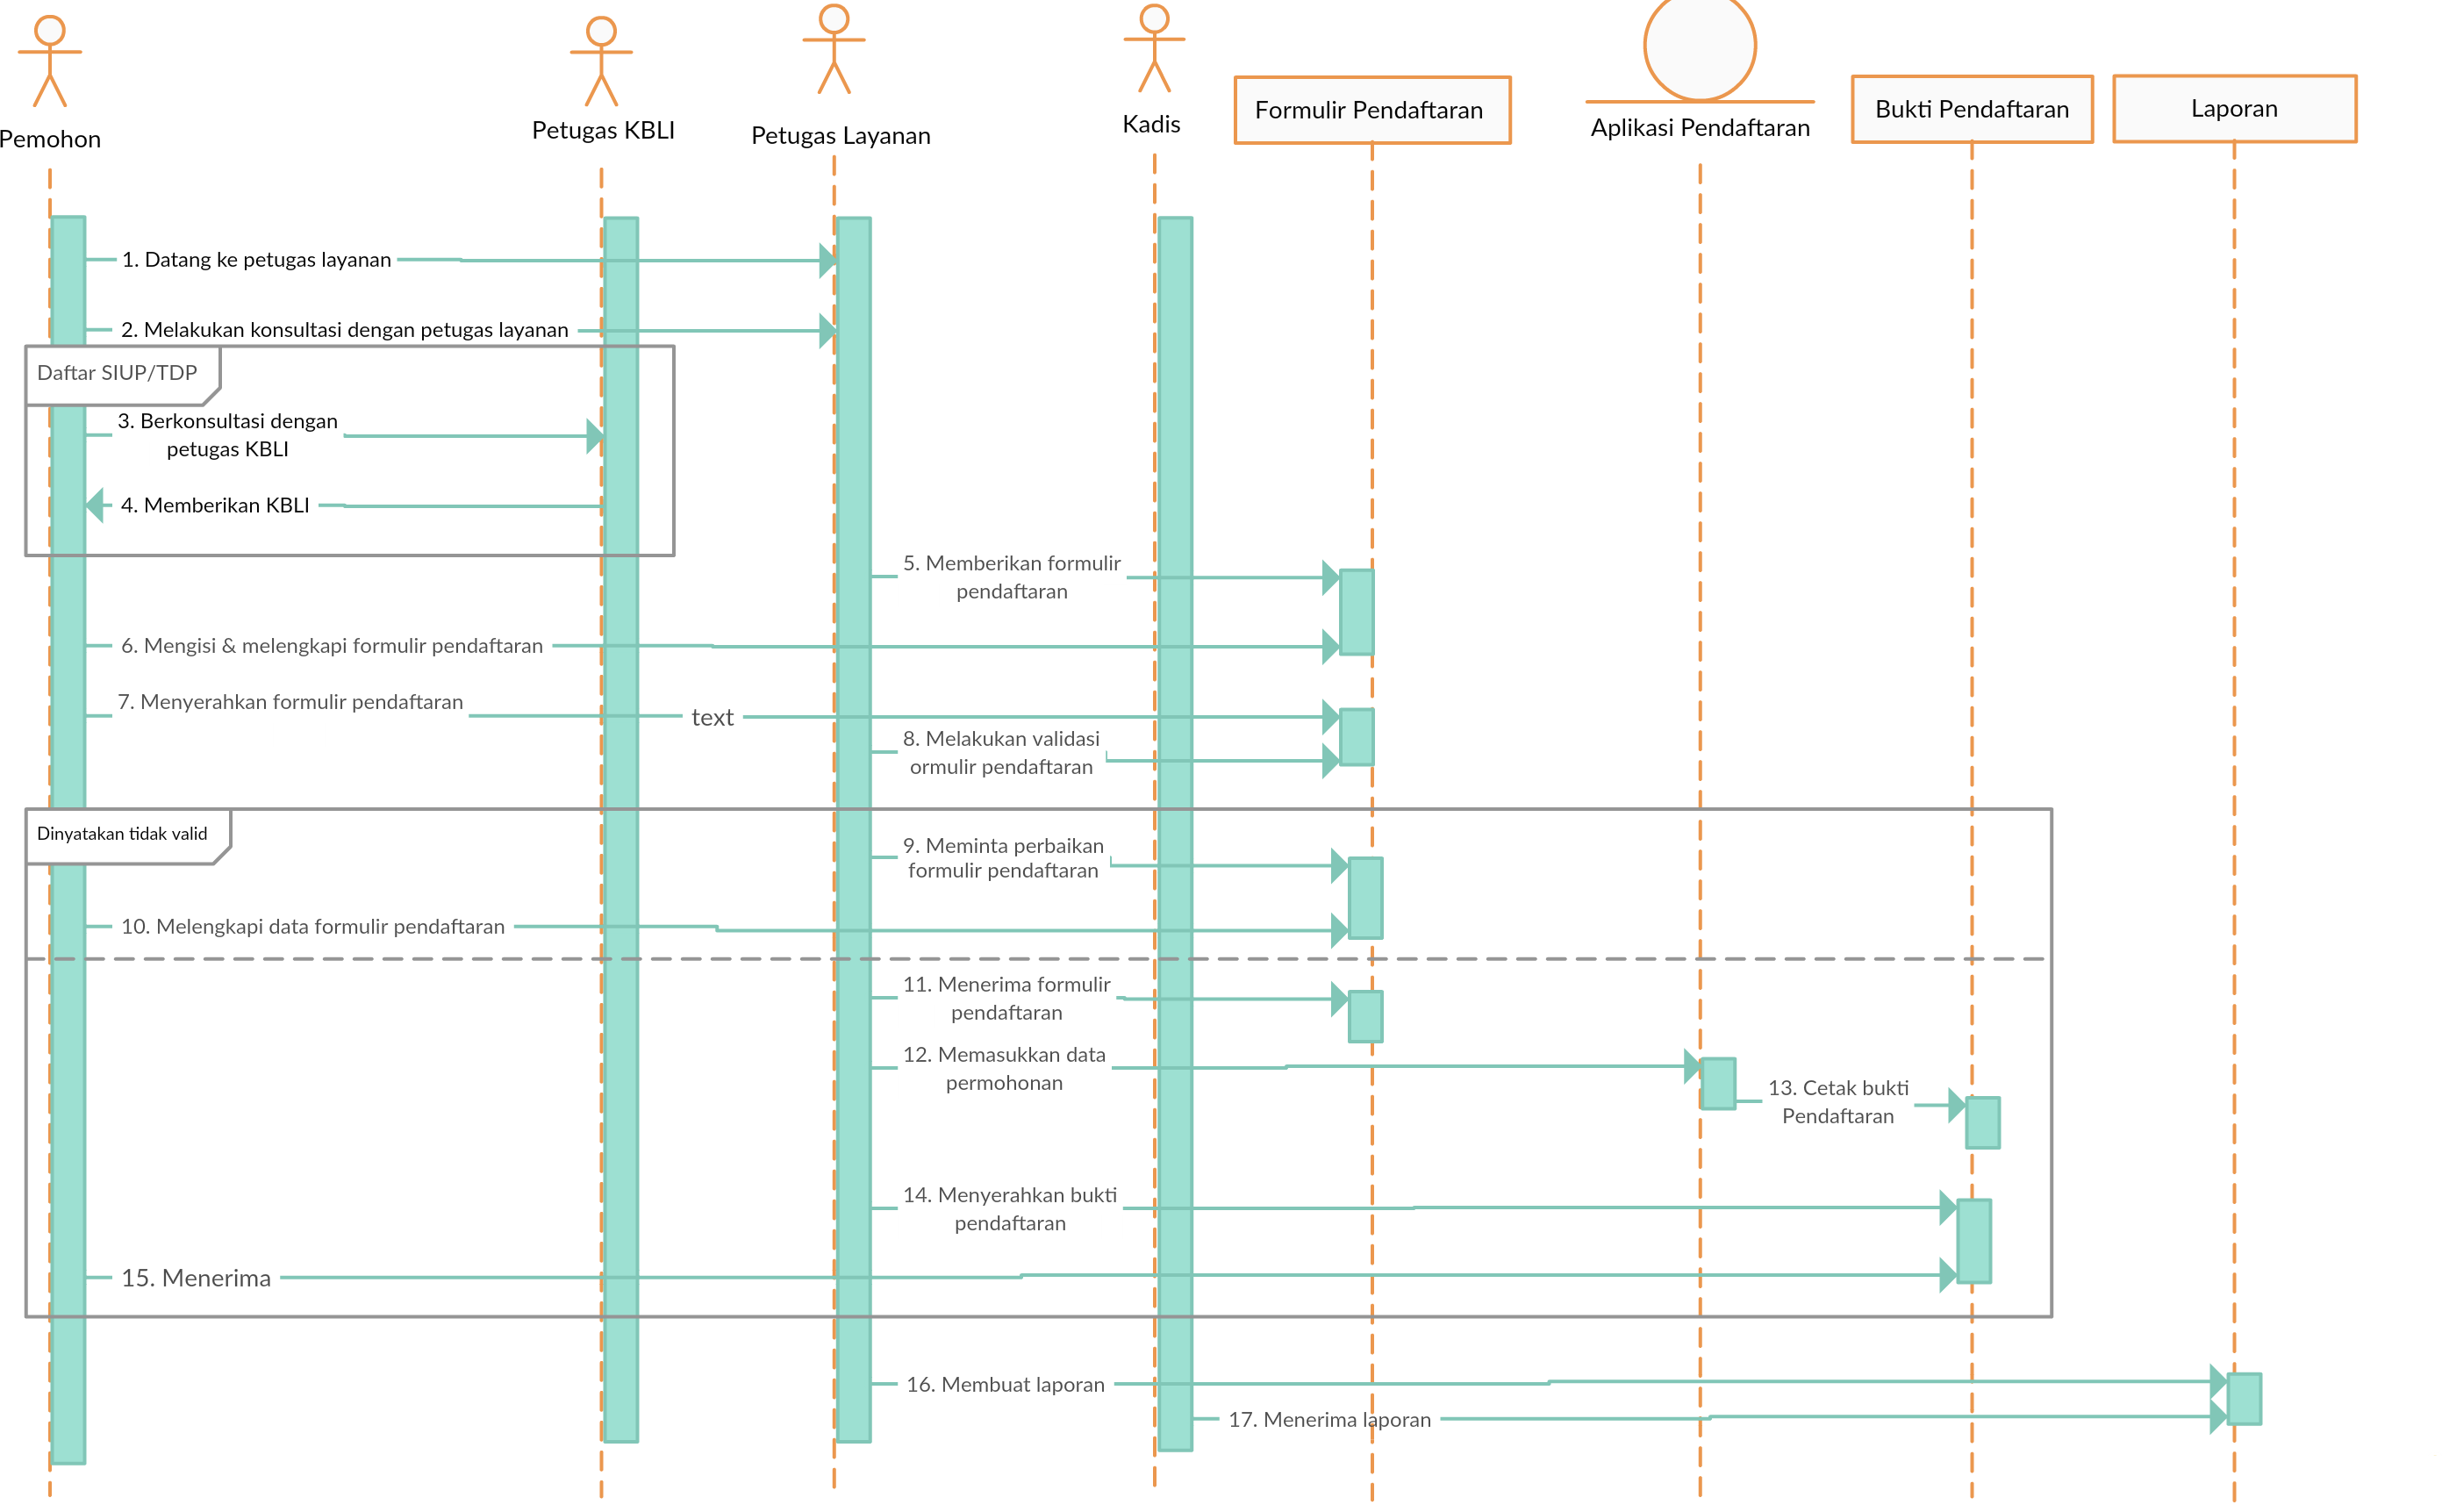 Pemohon
Petugas KBLI
Petugas Layanan
Kadis
Formulir Pendaftaran
Aplikasi Pendaftaran
Bukti Pendaftaran
Laporan
1. Datang ke petugas layanan
2. Melakukan konsultasi dengan petugas layanan
Daftar SIUP/TDP
3. Berkonsultasi dengan
petugas KBLI
4. Memberikan KBLI
5. Memberikan formulir
pendaftaran
6. Mengisi & melengkapi formulir pendaftaran
7. Menyerahkan formulir pendaftaran
text
8. Melakukan validasi
ormulir pendaftaran
Dinyatakan tidak valid
9. Meminta perbaikan
formulir pendaftaran
10. Melengkapi data formulir pendaftaran
11. Menerima formulir
pendaftaran
12. Memasukkan data
permohonan
13. Cetak bukti
Pendaftaran
14. Menyerahkan bukti
pendaftaran
15. Menerima
16. Membuat laporan
17. Menerima laporan